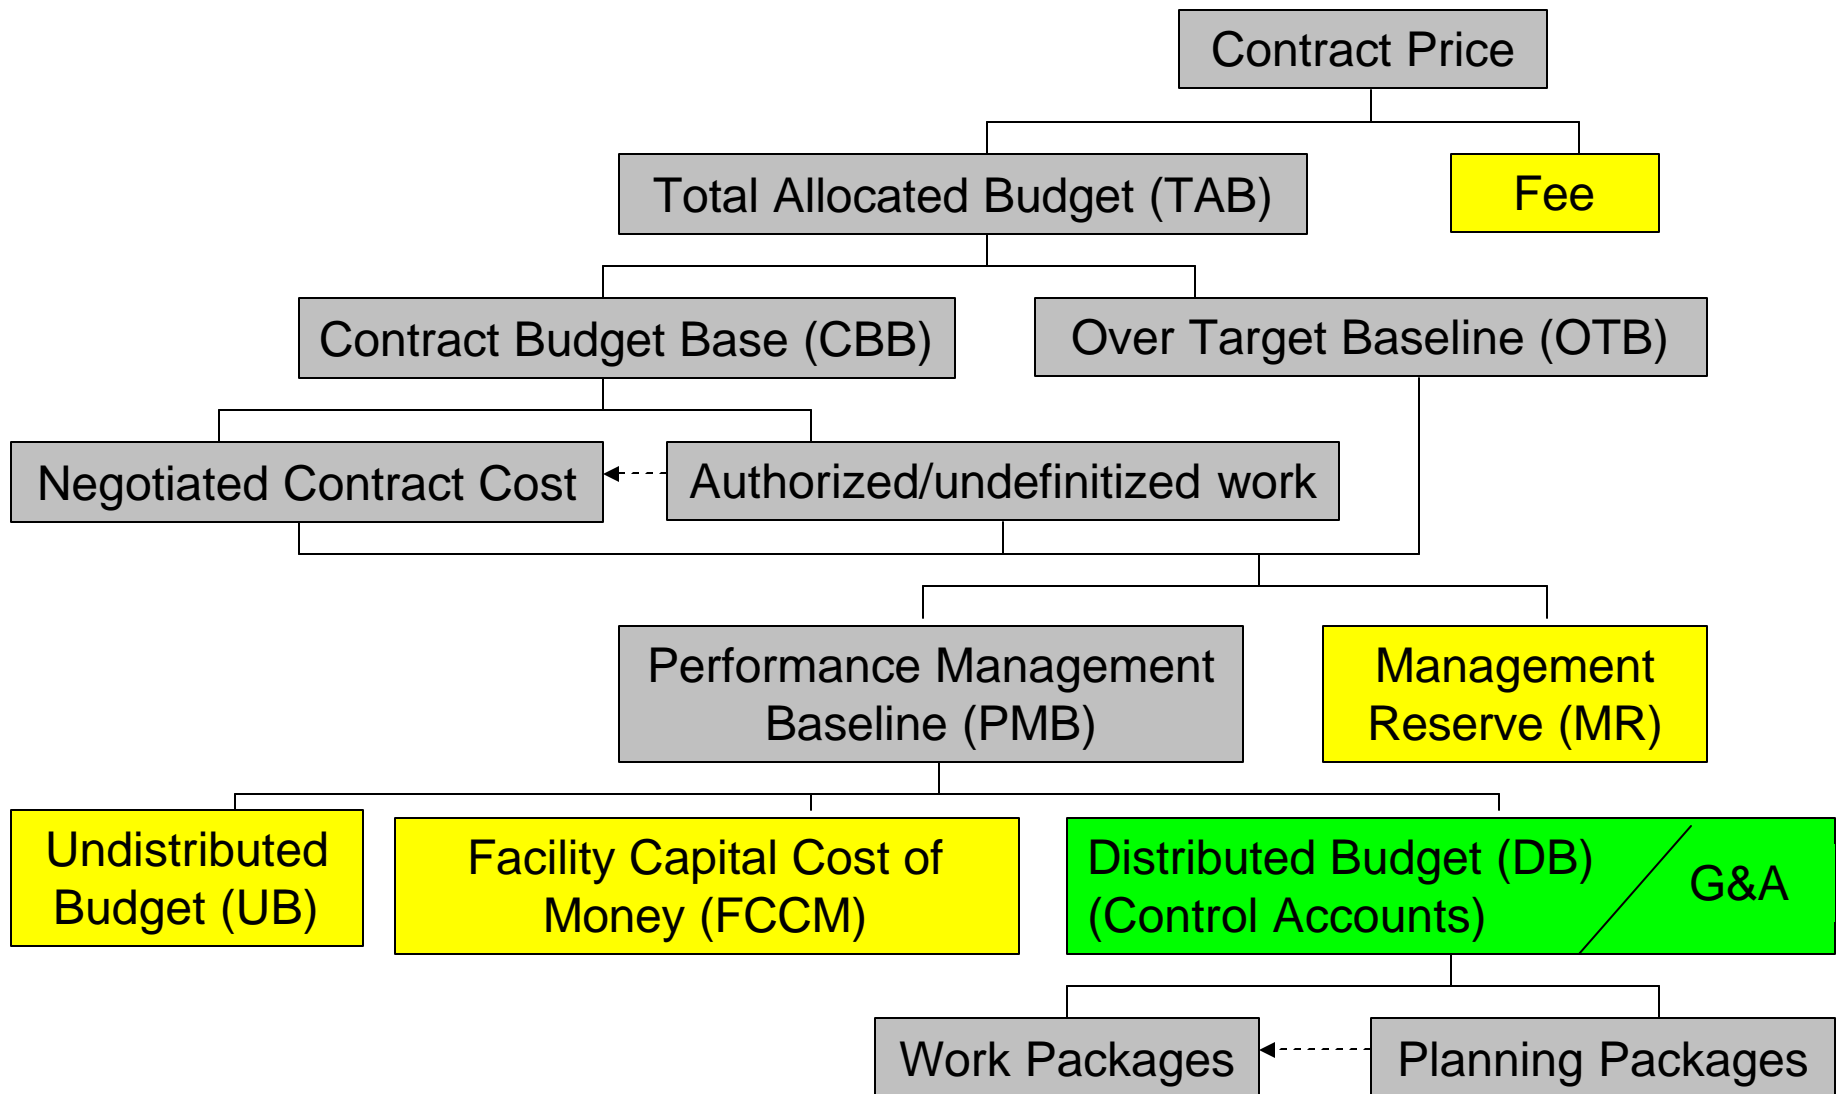 Contract Price
Total Allocated Budget (TAB)
Fee
Contract Budget Base (CBB)
Over Target Baseline (OTB)
Negotiated Contract Cost
Authorized/undefinitized work
Performance Management
Baseline (PMB)
Management
Reserve (MR)
Undistributed
Budget (UB)
Facility Capital Cost of
Money (FCCM)
Distributed Budget (DB)
(Control Accounts)
G&A
Work Packages
Planning Packages